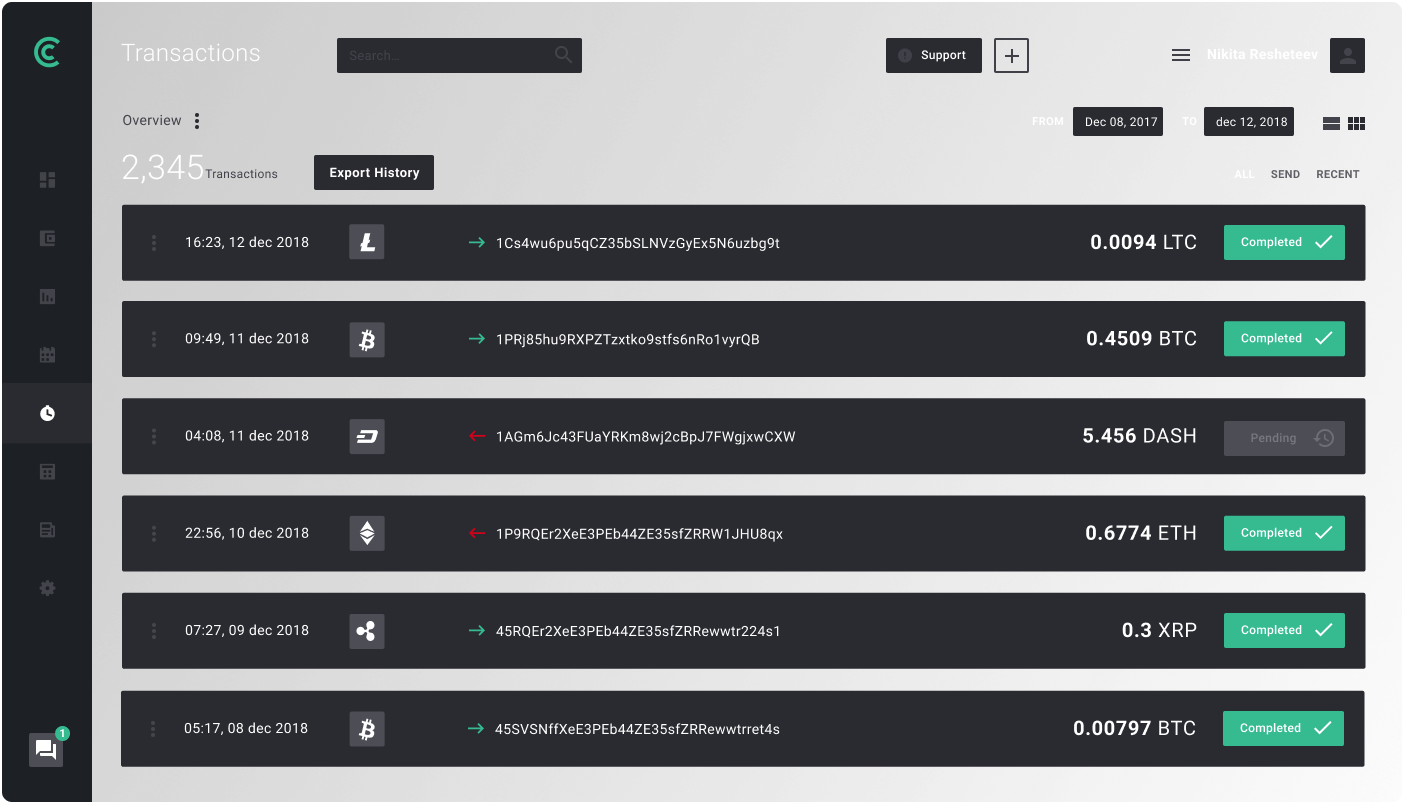 Transactions
Search...
Support
Nikita Resheteev
Overview
FROM Dec 08, 2017 TO dec 12, 2018
2,345 Transactions
Export History
ALL SEND RECENT
16:23, 12 dec 2018 1Cs4wu6pu5qCZ35bSLNVzGyEx5N6uzbg9t 0.0094 LTC Completed
09:49, 11 dec 2018 1PRj85hu9RXPZTzxtko9stfs6nRo1vyrQB 0.4509 BTC Completed
04:08, 11 dec 2018 1AGm6Jc43FUaYRKm8wj2cBpJ7FWgjxwCXW 5.456 DASH Pending
22:56, 10 dec 2018 1P9RQEr2XeE3PEb44ZE35sfZRRW1JHU8qx 0.6774 ETH Completed
07:27, 09 dec 2018 45RQEr2XeE3PEb44ZE35sfZRRewwtr224s1 0.3 XRP Completed
05:17, 08 dec 2018 45SVSNffXeE3PEb44ZE35sfZRRewwtrret4s 0.00797 BTC Completed
1